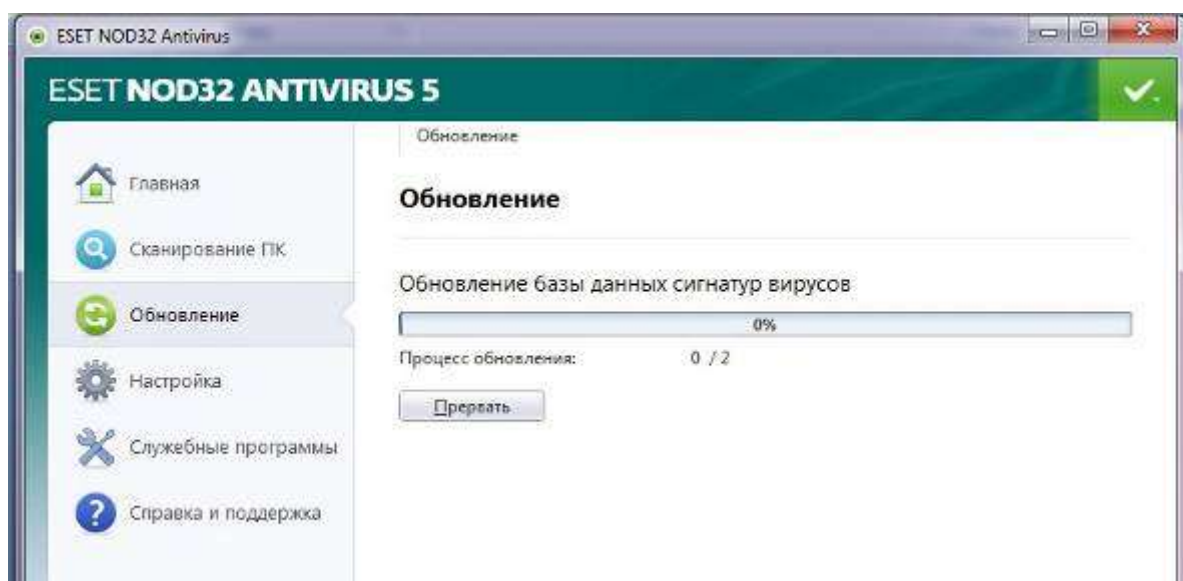 ESET NOD32 Antivirus
ESET NOD32 ANTIVIRUS 5
Главная
Сканирование ПК
Обновление
Настройка
Служебные программы
Справка и поддержка
Обновление
Обновление
Обновление базы данных сигнатур вирусов
0%
Процесс обновления: 0 / 2
Прервать